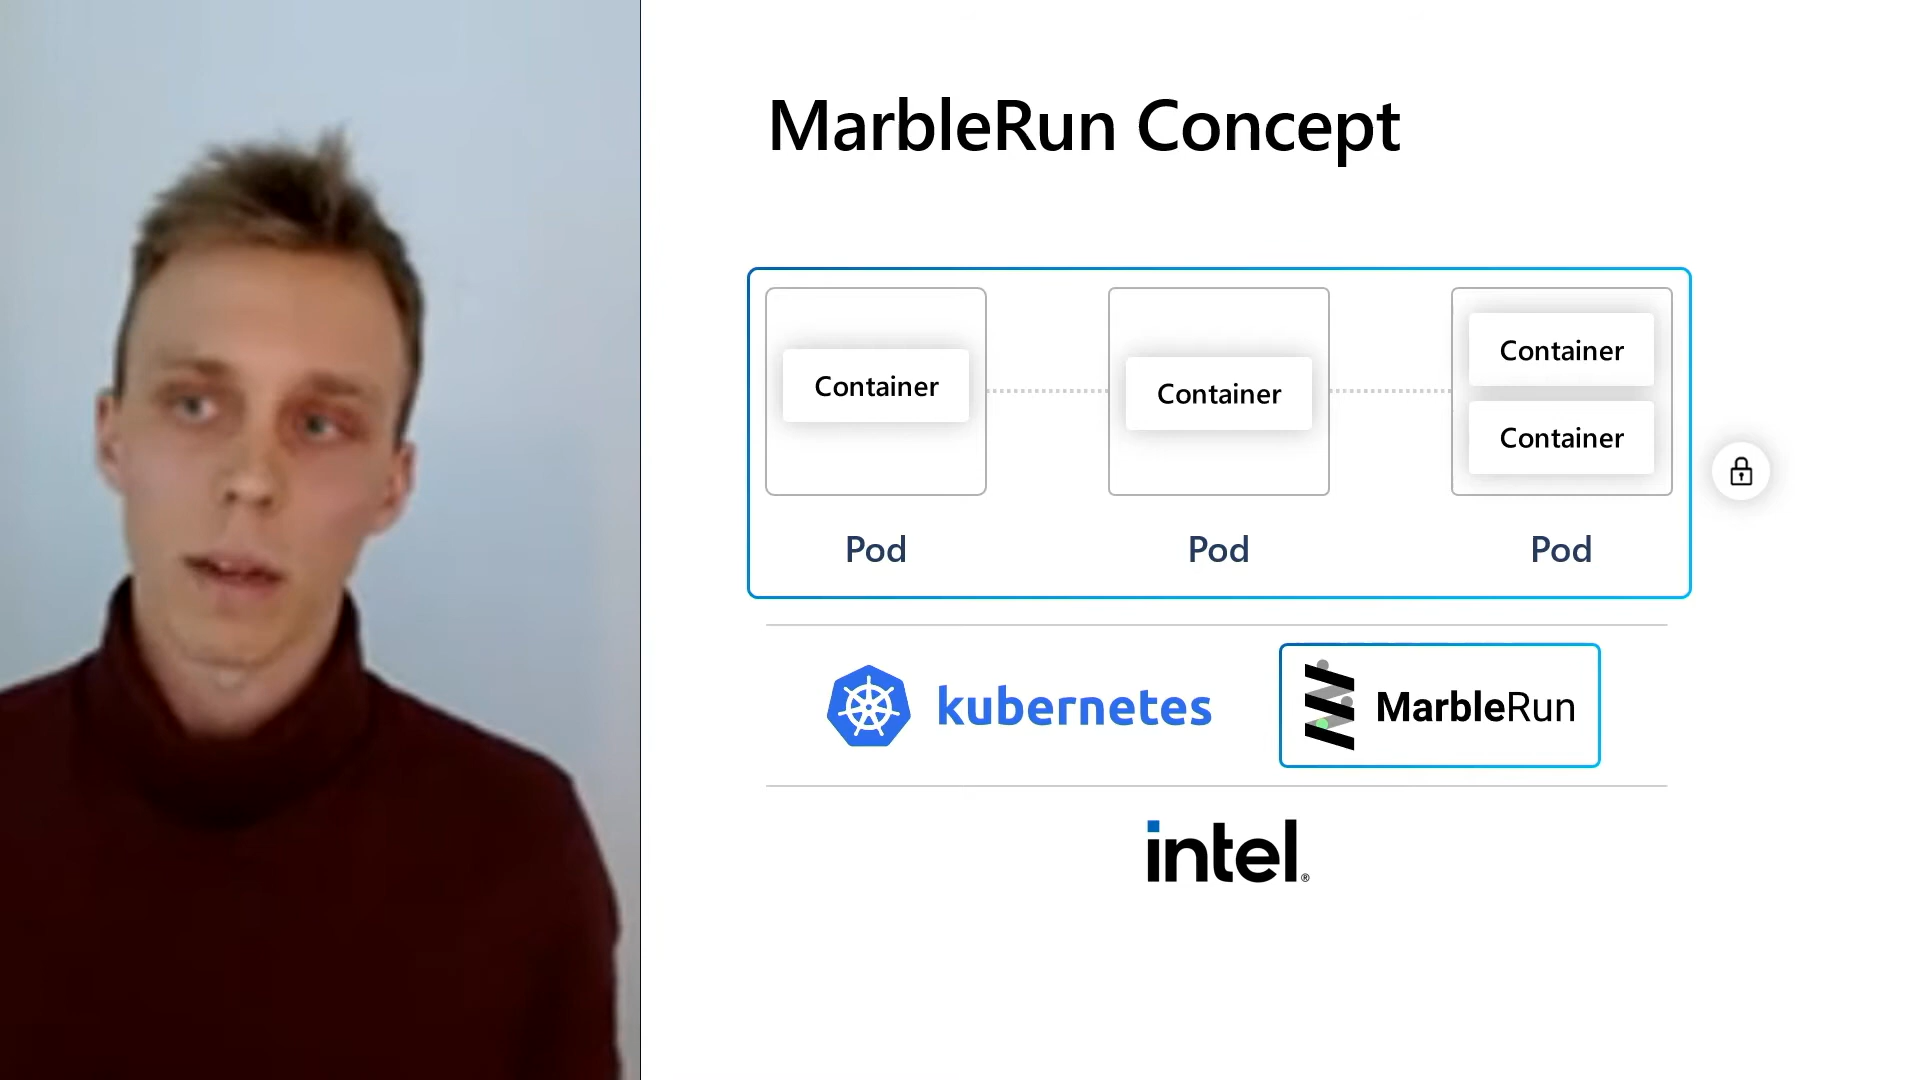 MarbleRun Concept
Container
Container
Container
Container
Pod
Pod
Pod
kubernetes
MarbleRun
intel®